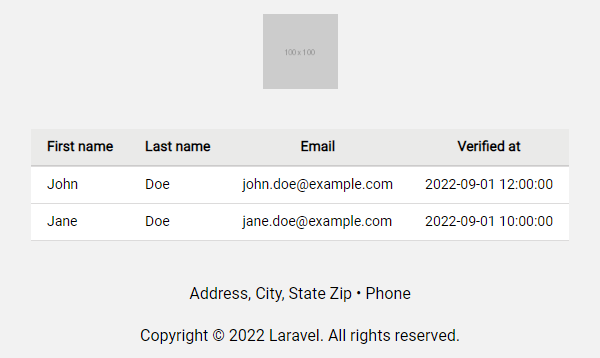 100 x 100
First name Last name Email Verified at
John Doe john.doe@example.com 2022-09-01 12:00:00
Jane Doe jane.doe@example.com 2022-09-01 10:00:00
Address, City, State Zip • Phone
Copyright © 2022 Laravel. All rights reserved.